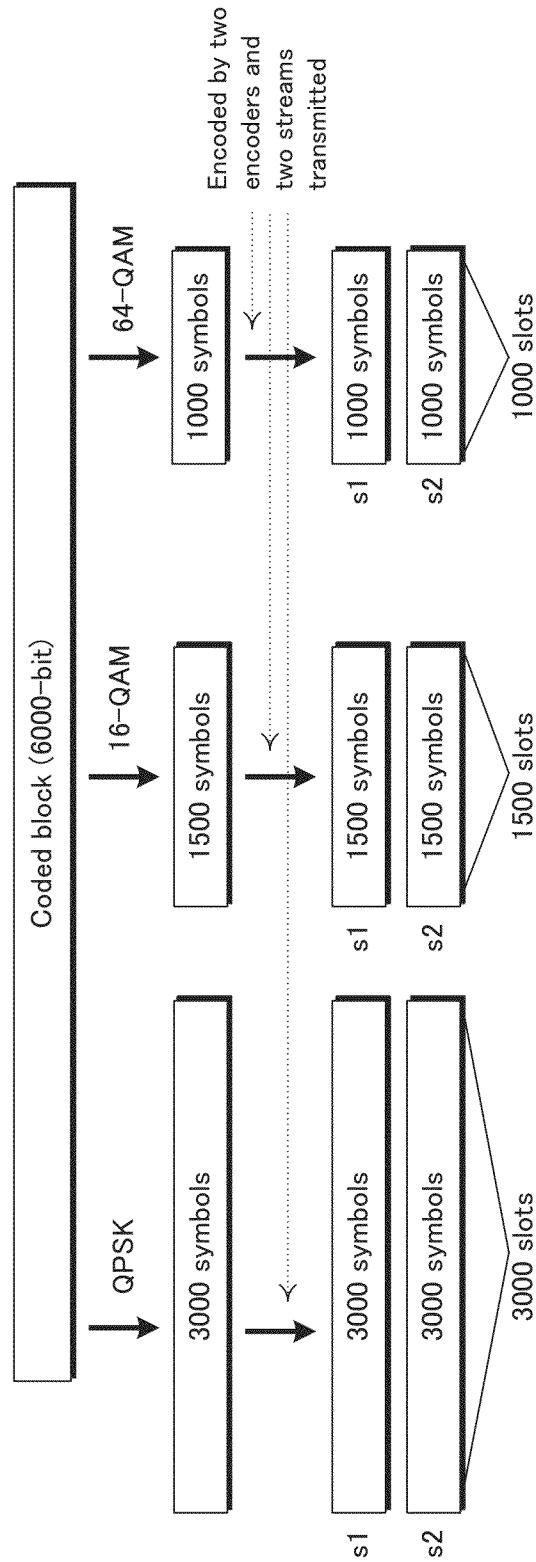 Coded block (6000-bit)
QPSK
16-QAM
64-QAM
3000 symbols
1500 symbols
1000 symbols
Encoded by two
encoders and
two streams
transmitted
s1
3000 symbols
s1
1500 symbols
s1
1000 symbols
s2
3000 symbols
s2
1500 symbols
s2
1000 symbols
3000 slots
1500 slots
1000 slots